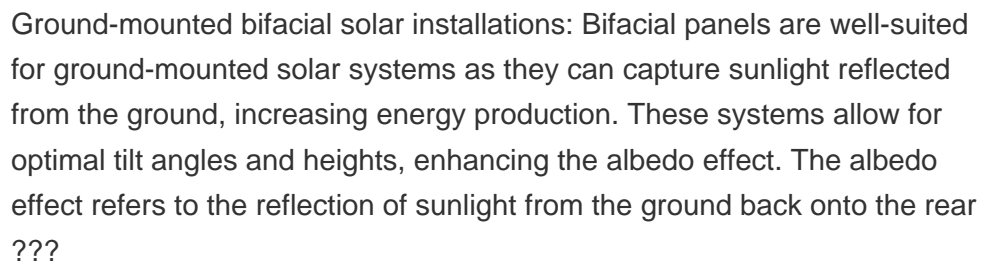 Ground-mounted bifacial solar installations: Bifacial panels are well-suited
for ground-mounted solar systems as they can capture sunlight reflected
from the ground, increasing energy production. These systems allow for
optimal tilt angles and heights, enhancing the albedo effect. The albedo
effect refers to the reflection of sunlight from the ground back onto the rear
???